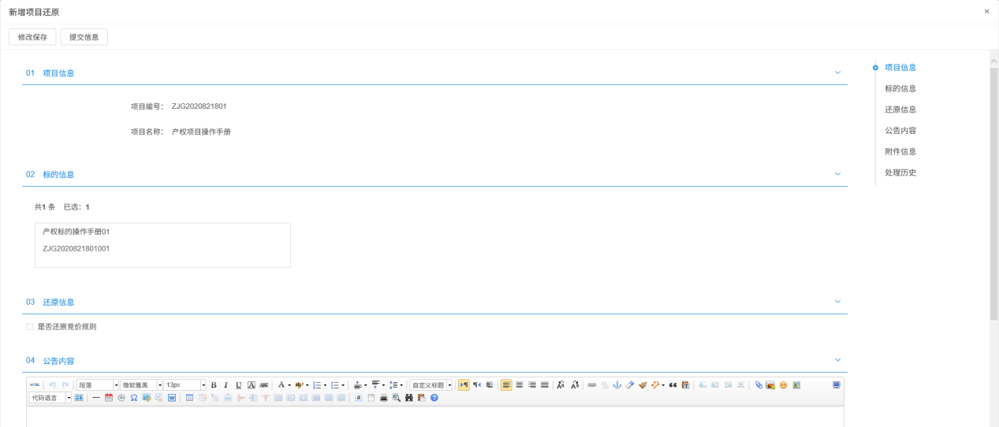 新增项目还原
×
修改保存
提交信息
01 项目信息
项目编号： ZJG2020821801
项目名称： 产权项目操作手册
02 标的信息
共1 条 已选：1
产权标的操作手册01
ZJG2020821801001
03 还原信息
是否还原竞价规则
04 公告内容
HTML 段落 微软雅黑 13px B I U A ABC A 自定义标题
代码语言
项目信息
标的信息
还原信息
公告内容
附件信息
处理历史